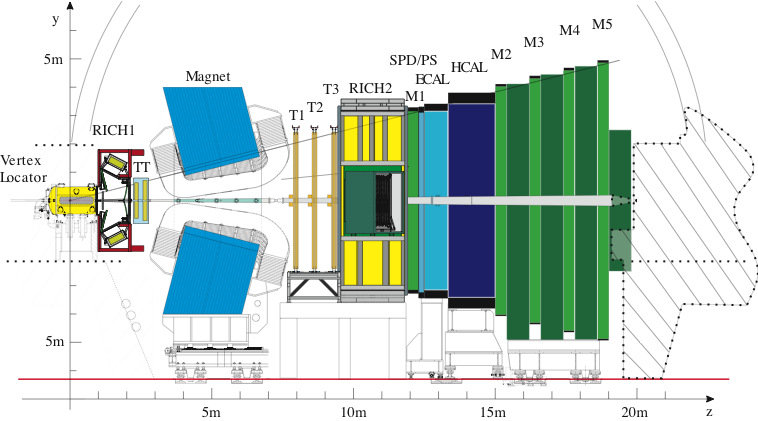 y
5m
Magnet
SPD/PS
HCAL
ECAL
M1
M2
M3
M4
M5
T1
T2
T3
RICH2
RICH1
TT
Vertex
Locator
5m
5m
10m
15m
20m
z